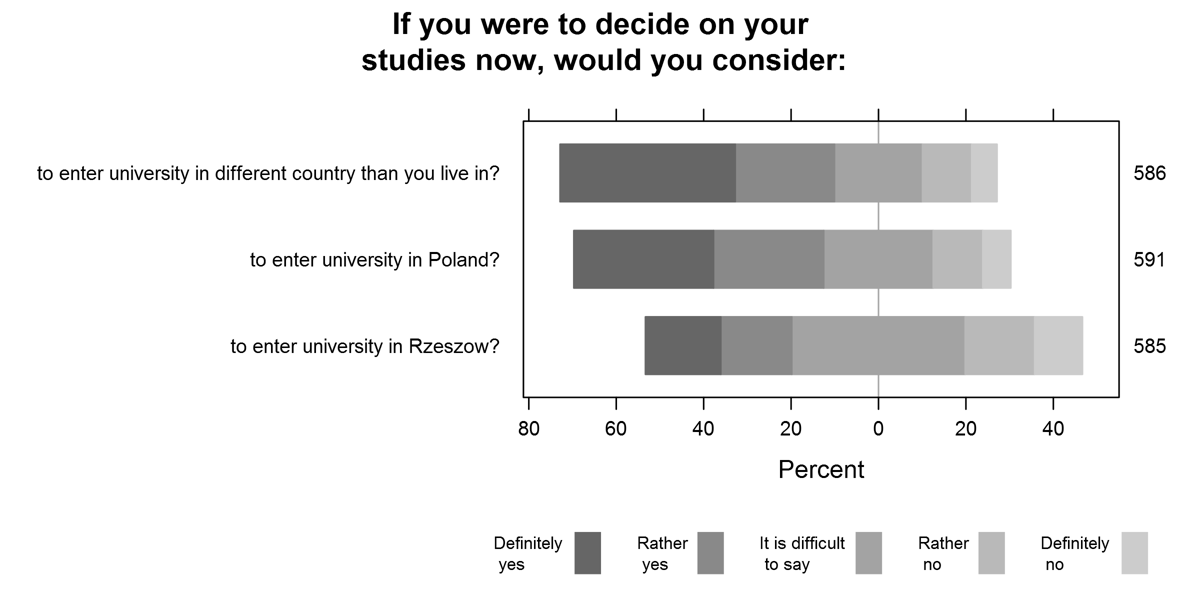 If you were to decide on your
studies now, would you consider:
to enter university in different country than you live in?
586
to enter university in Poland?
591
to enter university in Rzeszow?
585
80 60 40 20 0 20 40
Percent
Definitely
yes
Rather
yes
It is difficult
to say
Rather
no
Definitely
no